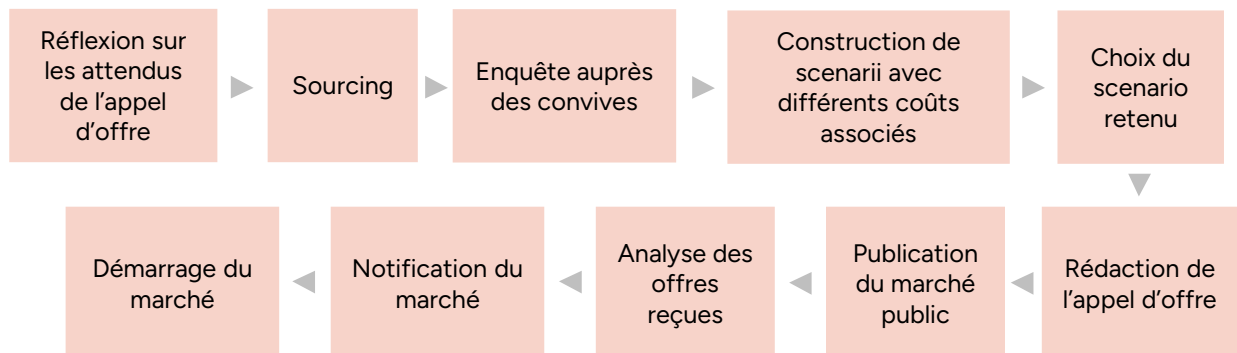 Réflexion sur
les attendus
de l'appel
d'offre
Sourcing
Enquête auprès
des convives
Construction de
scenarii avec
différents coûts
associés
Choix du
scenario
retenu
Rédaction de
l'appel d'offre
Publication
du marché
public
Analyse des
offres
reçues
Notification du
marché
Démarrage du
marché